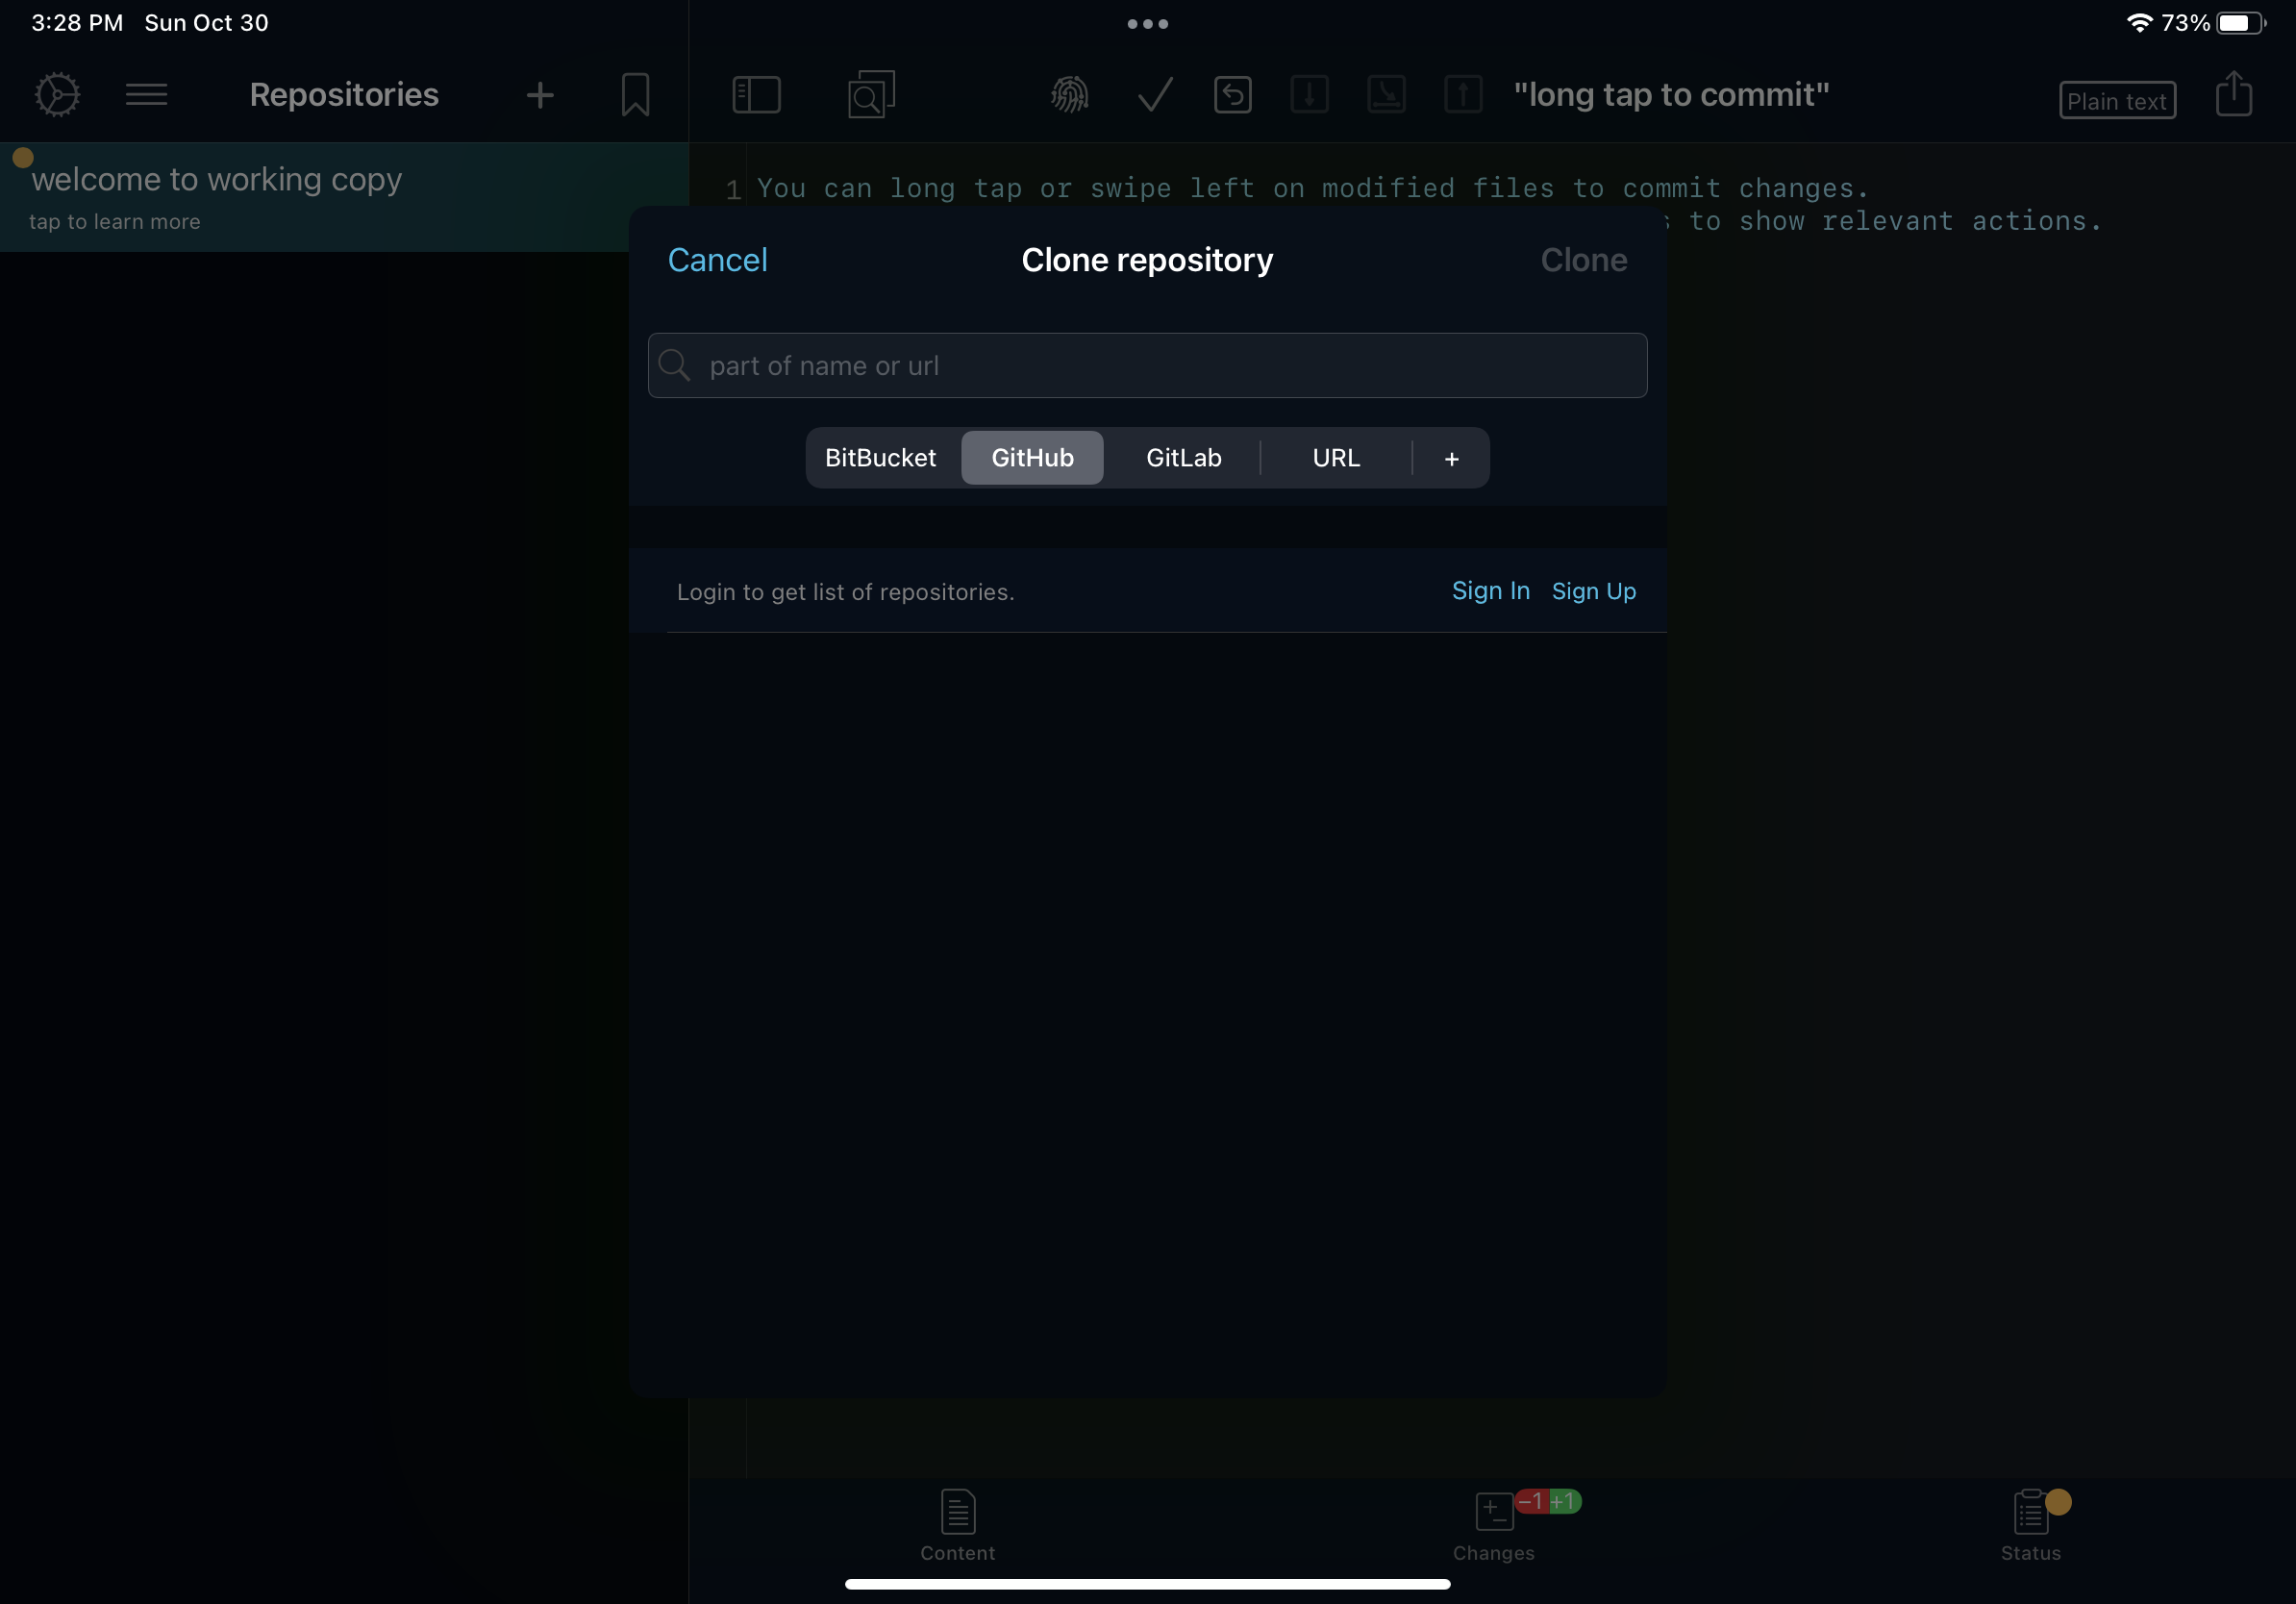 3:28 PM Sun Oct 30
73%
Repositories
+
"long tap to commit"
Plain text
welcome to working copy
tap to learn more
1 You can long tap or swipe left on modified files to commit changes.
to show relevant actions.
Cancel
Clone repository
Clone
part of name or url
BitBucket
GitHub
GitLab
URL
+
Login to get list of repositories.
Sign In
Sign Up
Content
−1 +1
Changes
Status